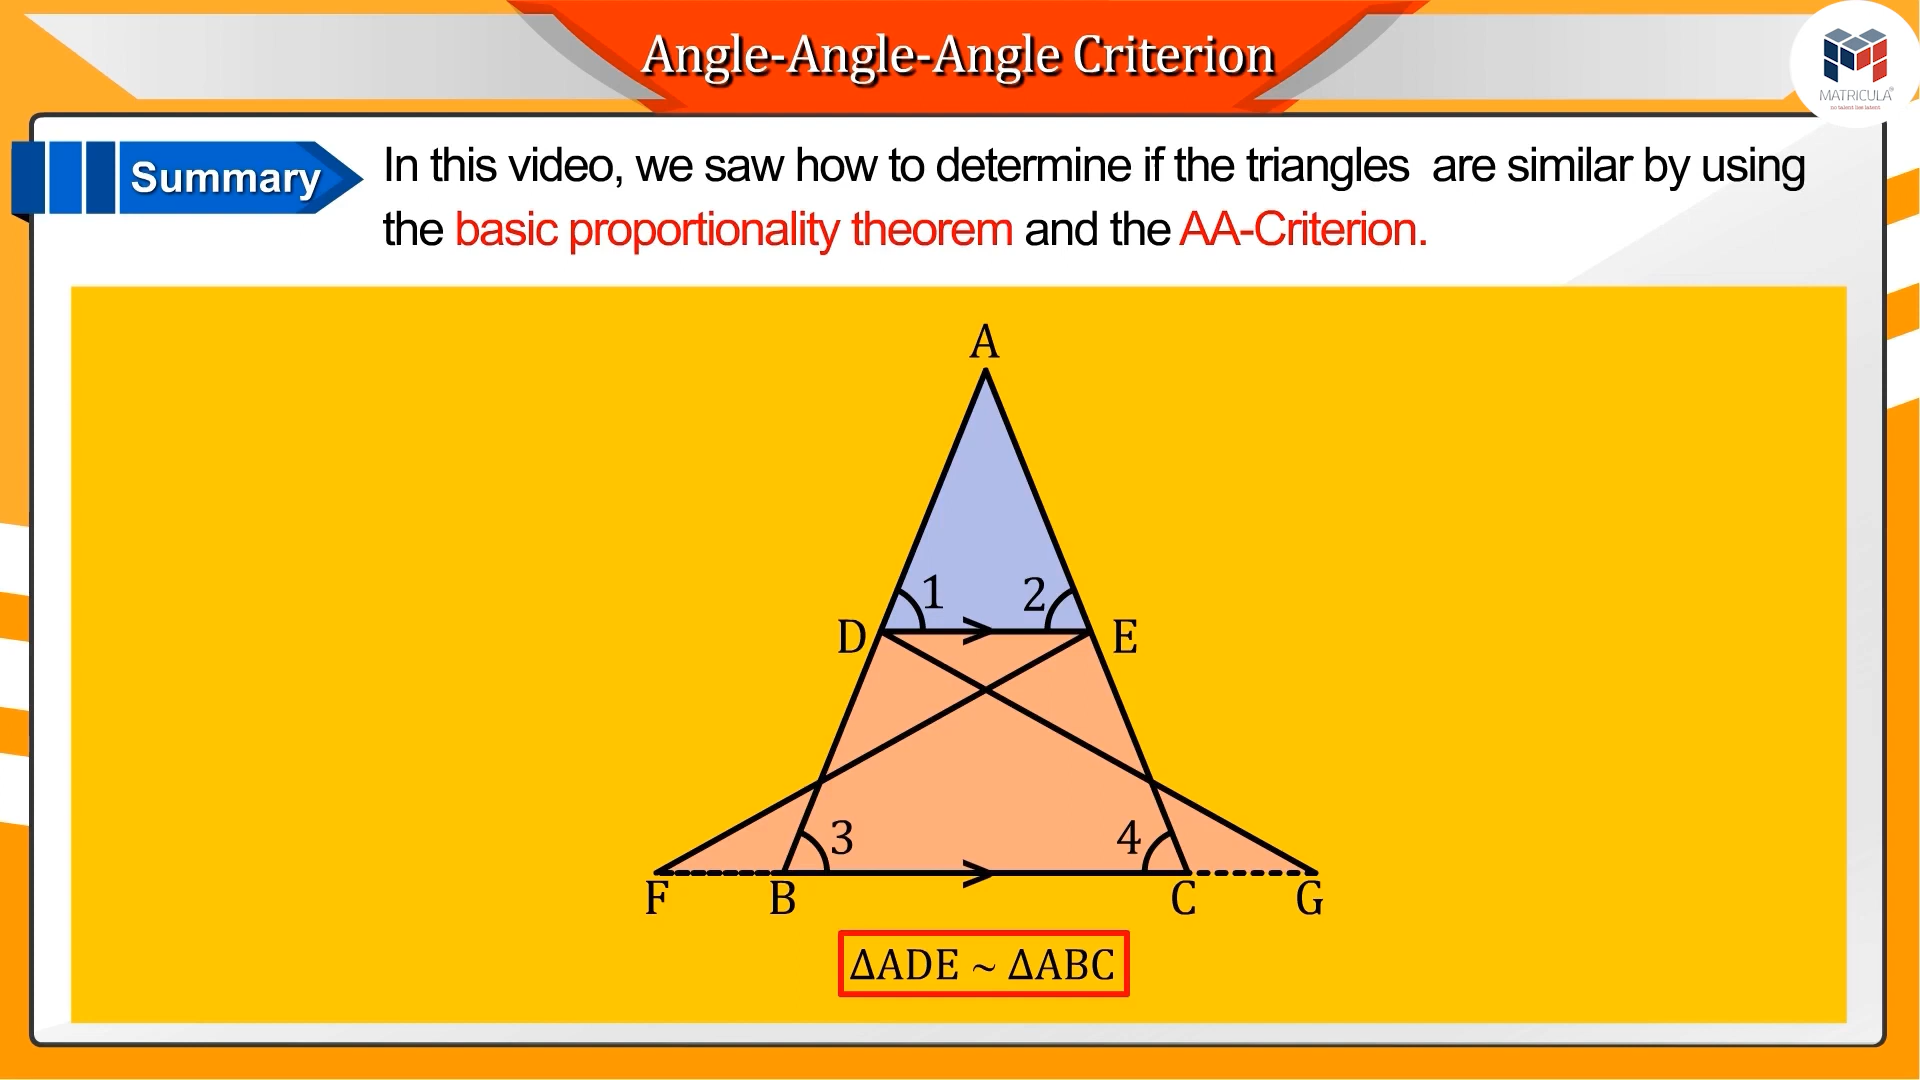 Angle-Angle-Angle Criterion
MATRICULA®
Summary
In this video, we saw how to determine if the triangles are similar by using
the basic proportionality theorem and the AA-Criterion.
A
1 2
D E
3 4
F B C G
ΔADE ~ ΔABC